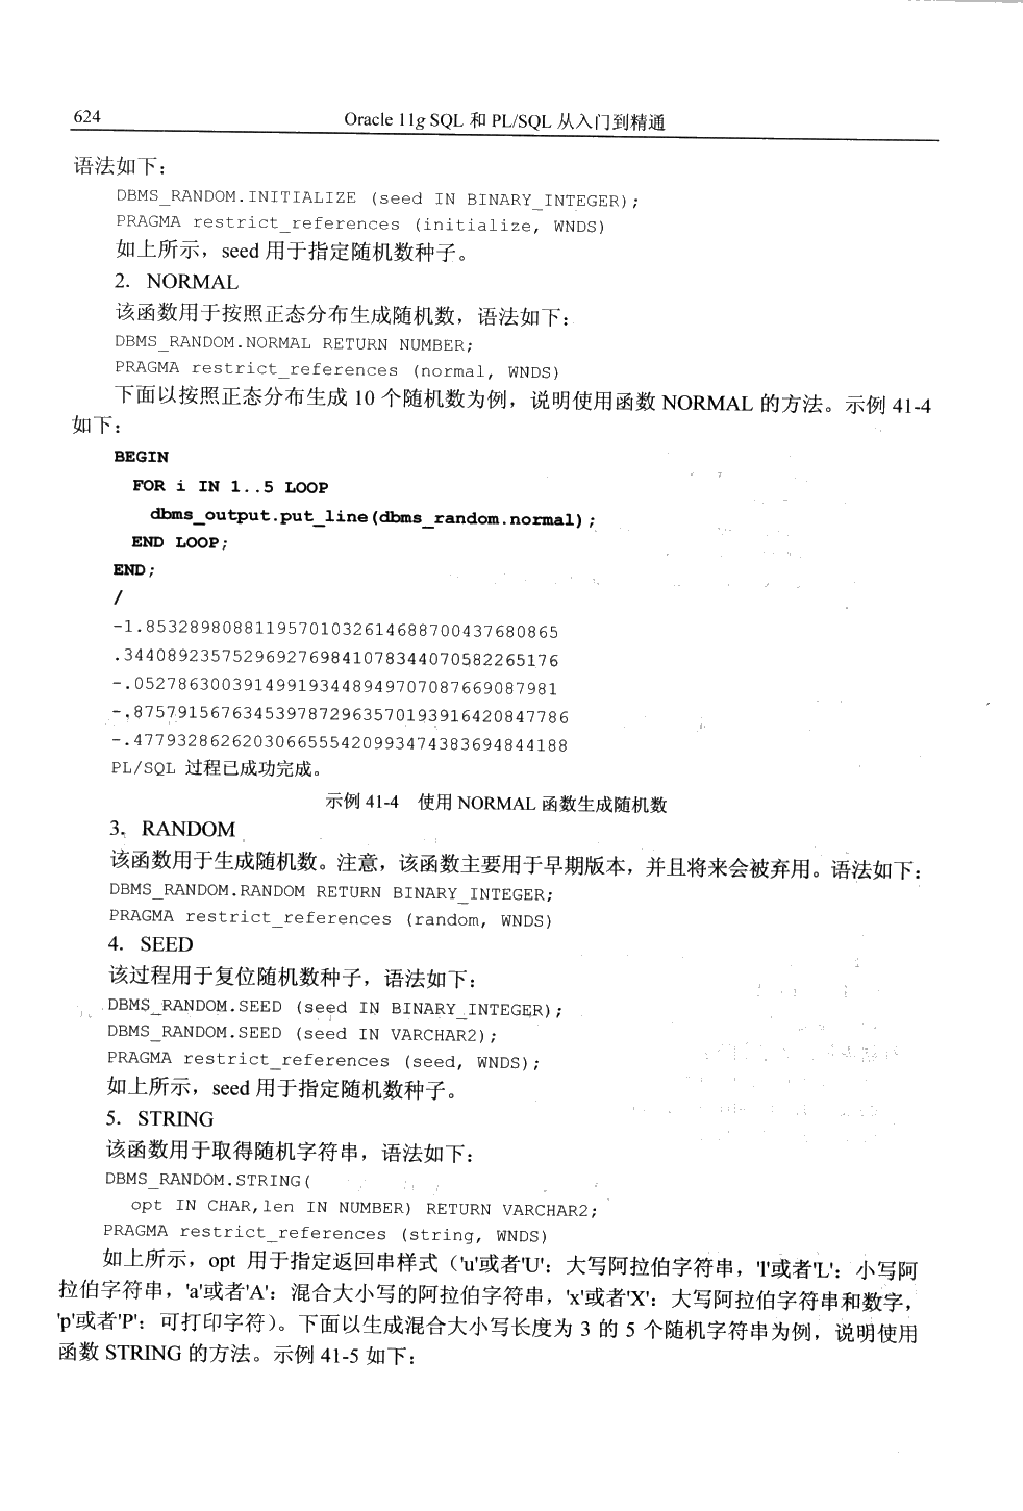 624
Oracle 11g SQL 和 PL/SQL 从入门到精通
语法如下：
DBMS_RANDOM.INITIALIZE (seed IN BINARY_INTEGER);
PRAGMA restrict_references (initialize, WNDS)
如上所示，seed 用于指定随机数种子。
2．NORMAL
该函数用于按照正态分布生成随机数，语法如下：
DBMS_RANDOM.NORMAL RETURN NUMBER;
PRAGMA restrict_references (normal, WNDS)
下面以按照正态分布生成 10 个随机数为例，说明使用函数 NORMAL 的方法。示例 41-4
如下：
BEGIN
FOR i IN 1..5 LOOP
dbms_output.put_line(dbms_random.normal);
END LOOP;
END;
/
-1.85328980881195701032614688700437680865
.344089235752969276984107834407058226517​6
-.0527863003914991934489497070876690879​81
-.87579156763453978729635701939164208477​86
-.47793286262030665554209934743836948441​88
PL/SQL 过程已成功完成。
示例 41-4 使用 NORMAL 函数生成随机数
3．RANDOM
该函数用于生成随机数。注意，该函数主要用于早期版本，并且将来会被弃用。语法如下：
DBMS_RANDOM.RANDOM RETURN BINARY_INTEGER;
PRAGMA restrict_references (random, WNDS)
4．SEED
该过程用于复位随机数种子，语法如下：
DBMS_RANDOM.SEED (seed IN BINARY_INTEGER);
DBMS_RANDOM.SEED (seed IN VARCHAR2);
PRAGMA restrict_references (seed, WNDS);
如上所示，seed 用于指定随机数种子。
5．STRING
该函数用于取得随机字符串，语法如下：
DBMS_RANDOM.STRING(
opt IN CHAR,len IN NUMBER) RETURN VARCHAR2;
PRAGMA restrict_references (string, WNDS)
如上所示，opt 用于指定返回串样式（'u'或者'U'：大写阿拉伯字符串，'l'或者'L'：小写阿
拉伯字符串，'a'或者'A'：混合大小写的阿拉伯字符串，'x'或者'X'：大写阿拉伯字符串和数字，
'p'或者'P'：可打印字符）。下面以生成混合大小写长度为 3 的 5 个随机字符串为例，说明使用
函数 STRING 的方法。示例 41-5 如下：